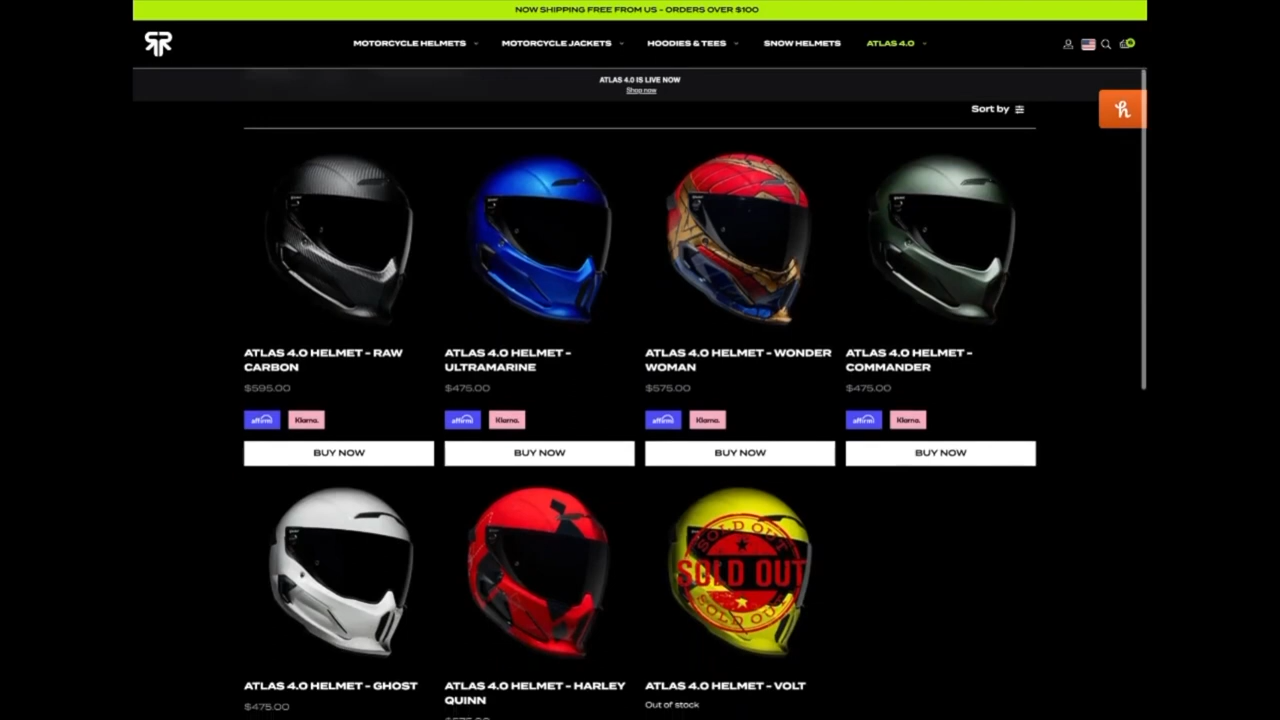 NOW SHIPPING FREE FROM US - ORDERS OVER $100
MOTORCYCLE HELMETS MOTORCYCLE JACKETS HOODIES & TEES SNOW HELMETS ATLAS 4.0
ATLAS 4.0 IS LIVE NOW
Shop now
Sort by
ATLAS 4.0 HELMET - RAW
CARBON
$595.00
affirm Klarna.
BUY NOW
ATLAS 4.0 HELMET -
ULTRAMARINE
$475.00
affirm Klarna.
BUY NOW
ATLAS 4.0 HELMET - WONDER
WOMAN
$575.00
affirm Klarna.
BUY NOW
ATLAS 4.0 HELMET -
COMMANDER
$475.00
affirm Klarna.
BUY NOW
ATLAS 4.0 HELMET - GHOST
$475.00
ATLAS 4.0 HELMET - HARLEY
QUINN
SOLD OUT
SOLD OUT
SOLD OUT
ATLAS 4.0 HELMET - VOLT
Out of stock